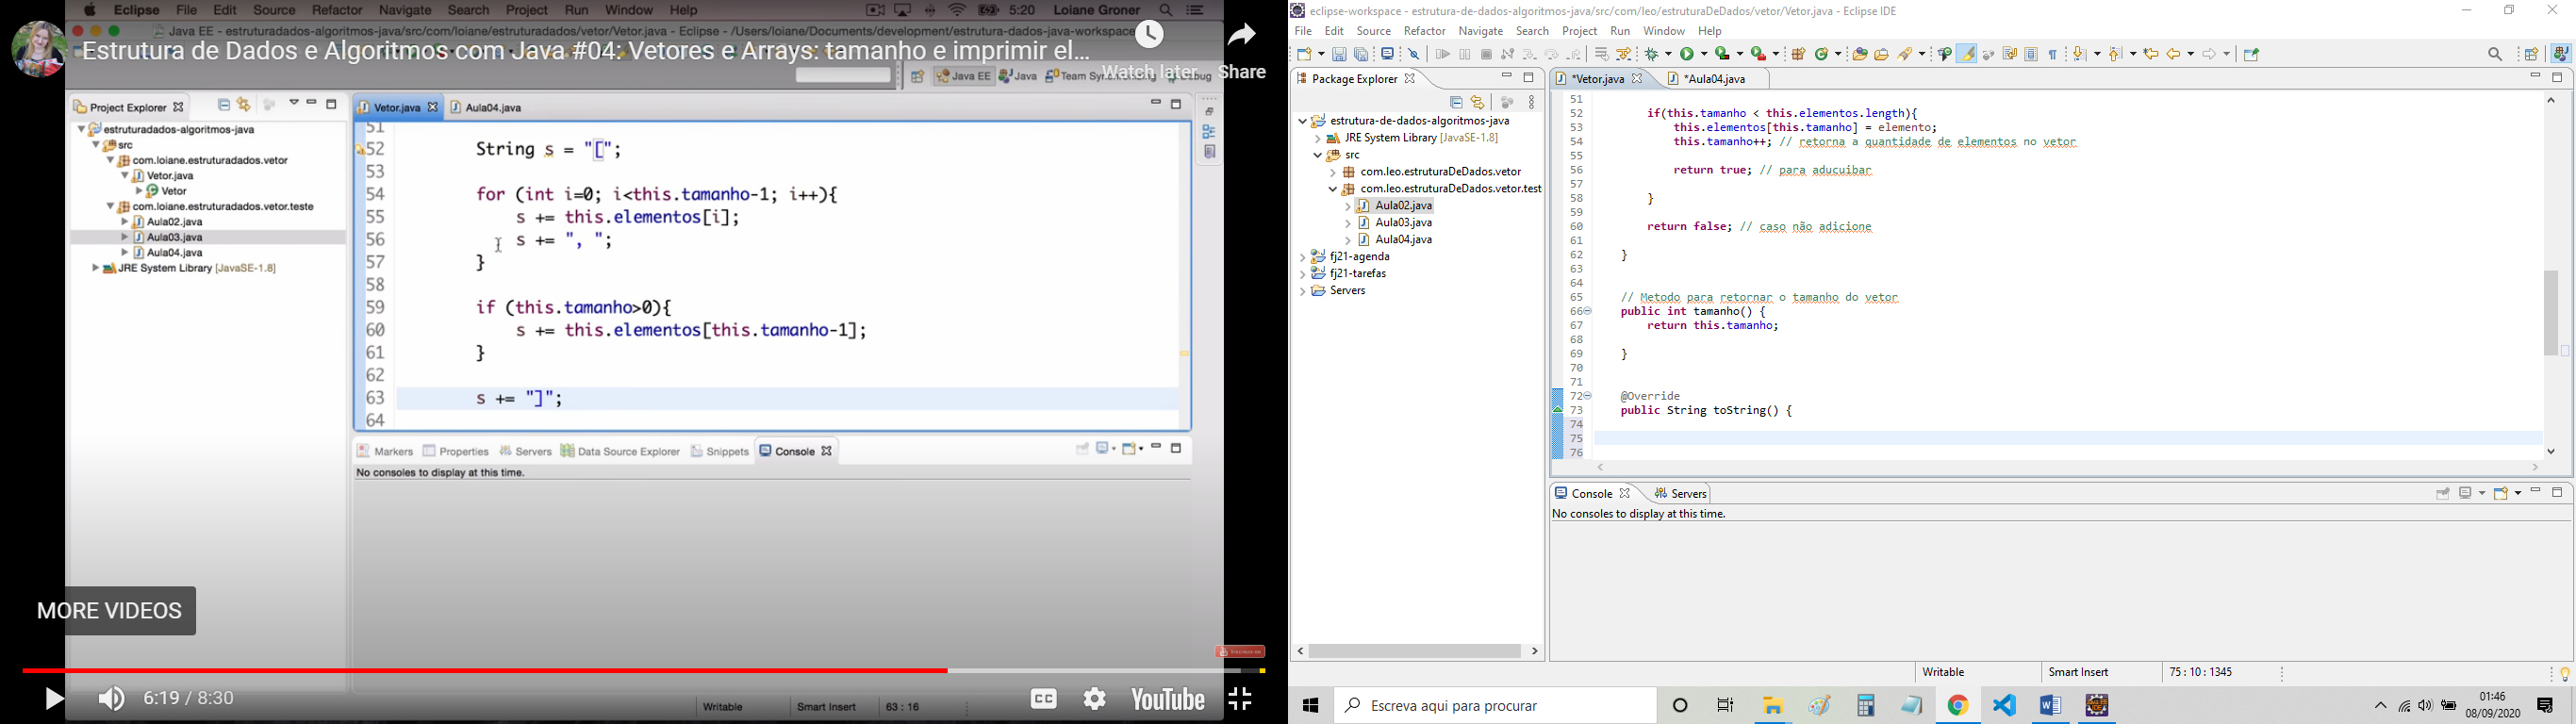 Eclipse File Edit Source Refactor Navigate Search Project Run Window Help 5:20 Loiane Groner
Java EE - estruturadados-algoritmos-java/src/com/loiane/estruturadados/vetor/Vetor.java - Eclipse - /Users/loiane/Documents/development/estrutura-dados-java-workspace
Estrutura de Dados e Algoritmos com Java #04: Vetores e Arrays: tamanho e imprimir el...
Watch later Share
Java EE Java
Project Explorer
estruturadados-algoritmos-java
src
com.loiane.estruturadados.vetor
Vetor.java
Vetor
com.loiane.estruturadados.vetor.teste
Aula02.java
Aula03.java
Aula04.java
JRE System Library [JavaSE-1.8]
Vetor.java Aula04.java
51
52 String s = "[";
53
54 for (int i=0; i<this.tamanho-1; i++){
55 s += this.elementos[i];
56 s += ", ";
57 }
58
59 if (this.tamanho>0){
60 s += this.elementos[this.tamanho-1];
61 }
62
63 s += "]";
64
Markers Properties Servers Data Source Explorer Snippets Console
No consoles to display at this time.
MORE VIDEOS
6:19 / 8:30
CC YouTube
Writable Smart Insert 63 : 16
eclipse-workspace - estrutura-de-dados-algoritmos-java/src/com/leo/estruturaDeDados/vetor/Vetor.java - Eclipse IDE
File Edit Source Refactor Navigate Search Project Run Window Help
Package Explorer
estrutura-de-dados-algoritmos-java
JRE System Library [JavaSE-1.8]
src
com.leo.estruturaDeDados.vetor
com.leo.estruturaDeDados.vetor.test
Aula02.java
Aula03.java
Aula04.java
fj21-agenda
fj21-tarefas
Servers
*Vetor.java *Aula04.java
51
52 if(this.tamanho < this.elementos.length){
53 this.elementos[this.tamanho] = elemento;
54 this.tamanho++; // retorna a quantidade de elementos no vetor
55
56 return true; // para aducuibar
57
58 }
59
60 return false; // caso não adicione
61
62 }
63
64
65 // Metodo para retornar o tamanho do vetor
66 public int tamanho() {
67 return this.tamanho;
68
69 }
70
71
72 @Override
73 public String toString() {
74
75
76
Console Servers
No consoles to display at this time.
Writable Smart Insert 75 : 10 : 1345
Escreva aqui para procurar
01:46
08/09/2020